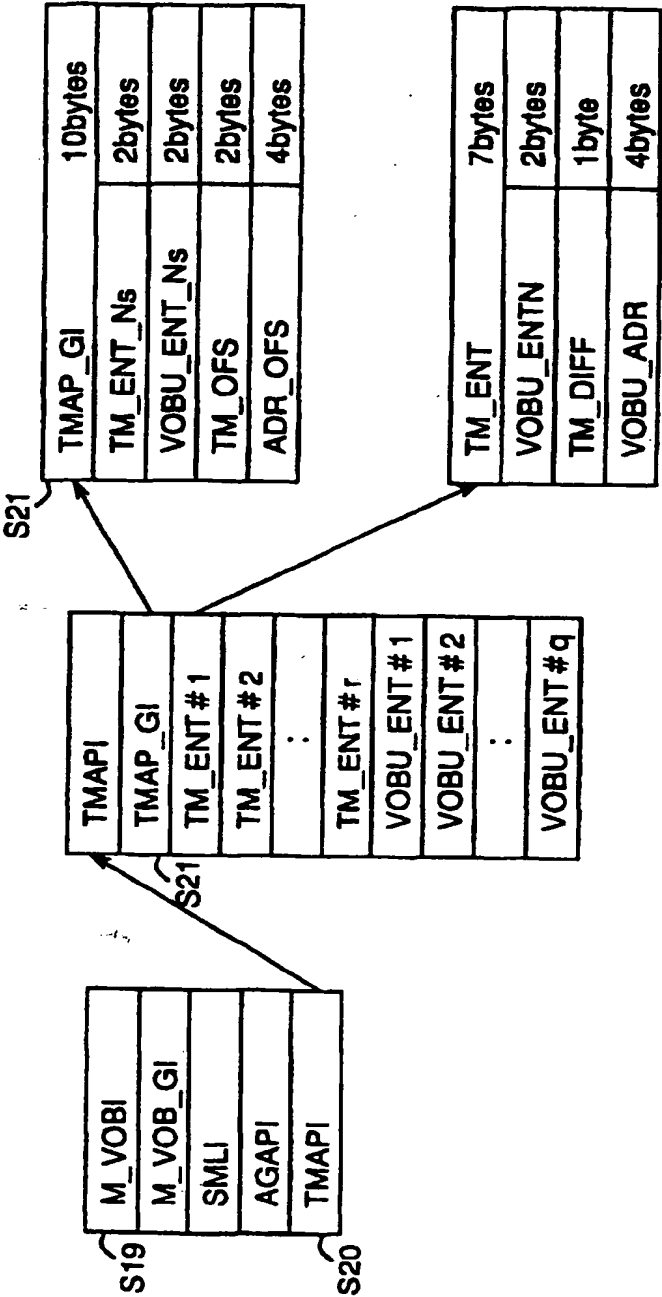 S19
M_VOBI
M_VOB_GI
SMLI
AGAPI
TMAPI
S20
TMAPI
TMAP_GI
S21
TM_ENT#1
TM_ENT#2
:
TM_ENT#r
VOBU_ENT#1
VOBU_ENT#2
:
VOBU_ENT#q
S21
TMAP_GI 10bytes
TM_ENT_Ns 2bytes
VOBU_ENT_Ns 2bytes
TM_OFS 2bytes
ADR_OFS 4bytes
TM_ENT 7bytes
VOBU_ENTN 2bytes
TM_DIFF 1byte
VOBU_ADR 4bytes